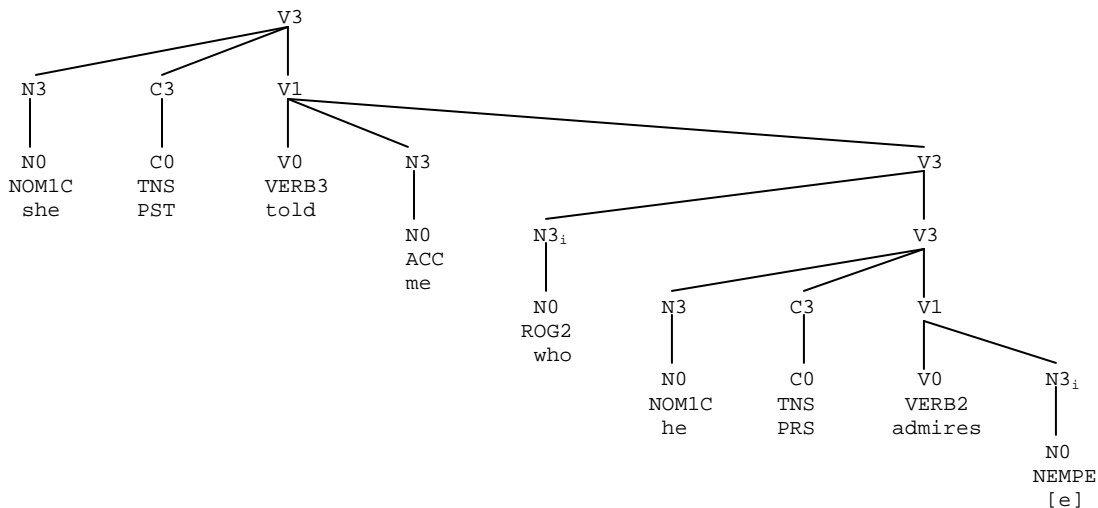 V3
N3 C3 V1
N0 C0 V0 N3 V3
NOM1C TNS VERB3
she PST told
N0 N3i V3
ACC
me
N0 N3 C3 V1
ROG2
who
N0 C0 V0 N3i
NOM1C TNS VERB2
he PRS admires
N0
NEMPE
[e]